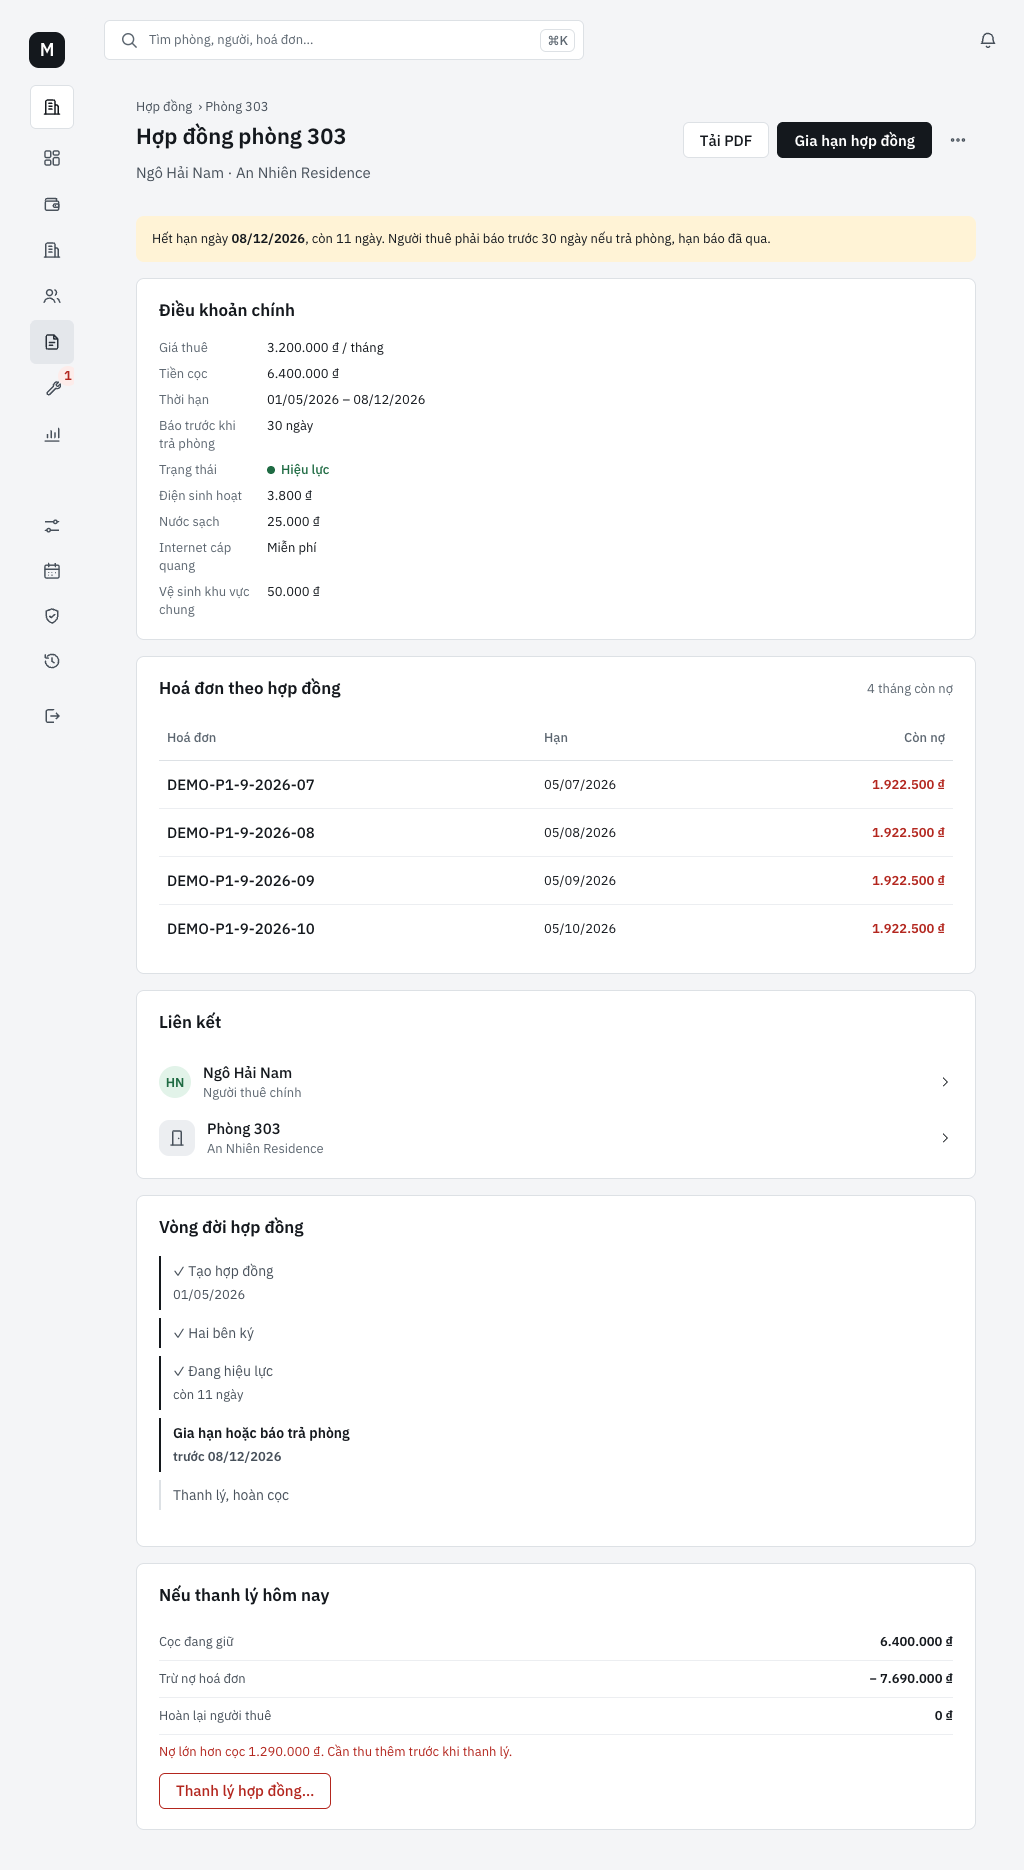 M
Tìm phòng, người, hoá đơn...
⌘K
Hợp đồng › Phòng 303
Hợp đồng phòng 303
Tải PDF
Gia hạn hợp đồng
Ngô Hải Nam · An Nhiên Residence
Hết hạn ngày 08/12/2026, còn 11 ngày. Người thuê phải báo trước 30 ngày nếu trả phòng, hạn báo đã qua.
1
Điều khoản chính
Giá thuê 3.200.000 ₫ / tháng
Tiền cọc 6.400.000 ₫
Thời hạn 01/05/2026 – 08/12/2026
Báo trước khi 30 ngày
trả phòng
Trạng thái Hiệu lực
Điện sinh hoạt 3.800 ₫
Nước sạch 25.000 ₫
Internet cáp Miễn phí
quang
Vệ sinh khu vực 50.000 ₫
chung
Hoá đơn theo hợp đồng 4 tháng còn nợ
Hoá đơn Hạn Còn nợ
DEMO-P1-9-2026-07 05/07/2026 1.922.500 ₫
DEMO-P1-9-2026-08 05/08/2026 1.922.500 ₫
DEMO-P1-9-2026-09 05/09/2026 1.922.500 ₫
DEMO-P1-9-2026-10 05/10/2026 1.922.500 ₫
Liên kết
HN
Ngô Hải Nam
Người thuê chính
Phòng 303
An Nhiên Residence
Vòng đời hợp đồng
✓ Tạo hợp đồng
01/05/2026
✓ Hai bên ký
✓ Đang hiệu lực
còn 11 ngày
Gia hạn hoặc báo trả phòng
trước 08/12/2026
Thanh lý, hoàn cọc
Nếu thanh lý hôm nay
Cọc đang giữ 6.400.000 ₫
Trừ nợ hoá đơn − 7.690.000 ₫
Hoàn lại người thuê 0 ₫
Nợ lớn hơn cọc 1.290.000 ₫. Cần thu thêm trước khi thanh lý.
Thanh lý hợp đồng...